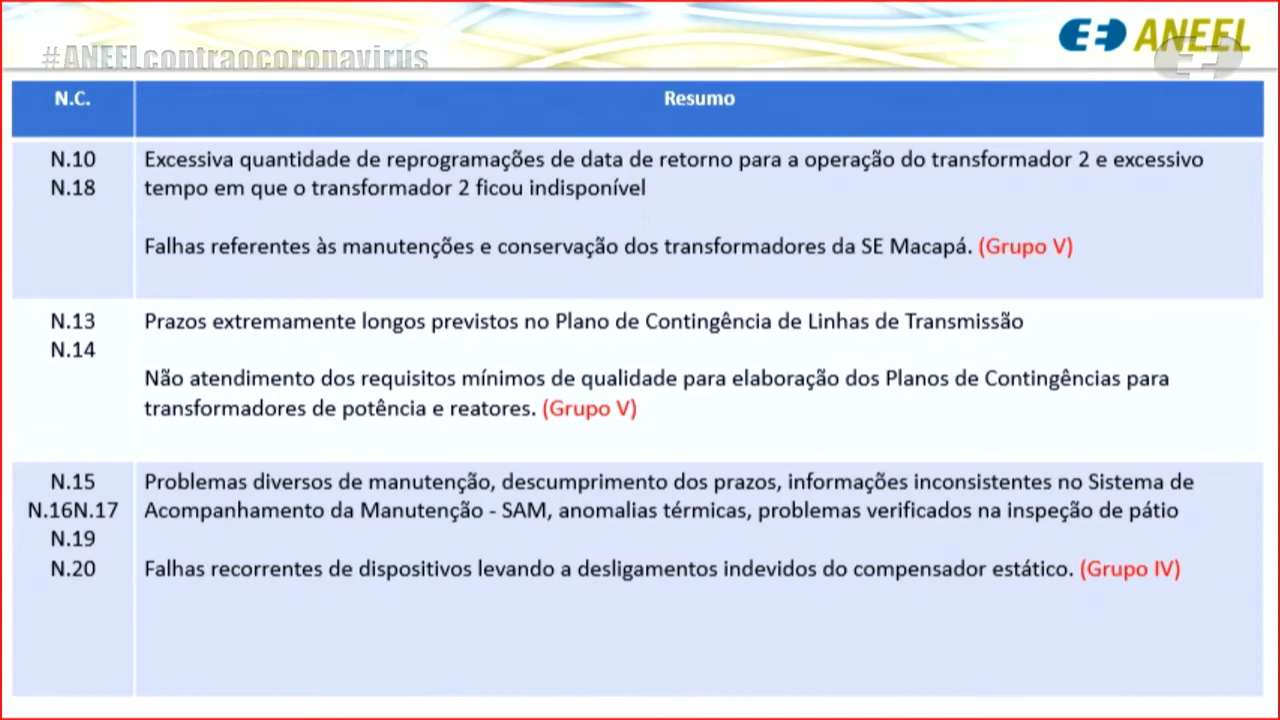 #ANEELcontraocoronavirus
ANEEL
N.C.
Resumo
N.10
N.18
Excessiva quantidade de reprogramações de data de retorno para a operação do transformador 2 e excessivo
tempo em que o transformador 2 ficou indisponível
Falhas referentes às manutenções e conservação dos transformadores da SE Macapá. (Grupo V)
N.13
N.14
Prazos extremamente longos previstos no Plano de Contingência de Linhas de Transmissão
Não atendimento dos requisitos mínimos de qualidade para elaboração dos Planos de Contingências para
transformadores de potência e reatores. (Grupo V)
N.15
N.16N.17
N.19
N.20
Problemas diversos de manutenção, descumprimento dos prazos, informações inconsistentes no Sistema de
Acompanhamento da Manutenção - SAM, anomalias térmicas, problemas verificados na inspeção de pátio
Falhas recorrentes de dispositivos levando a desligamentos indevidos do compensador estático. (Grupo IV)